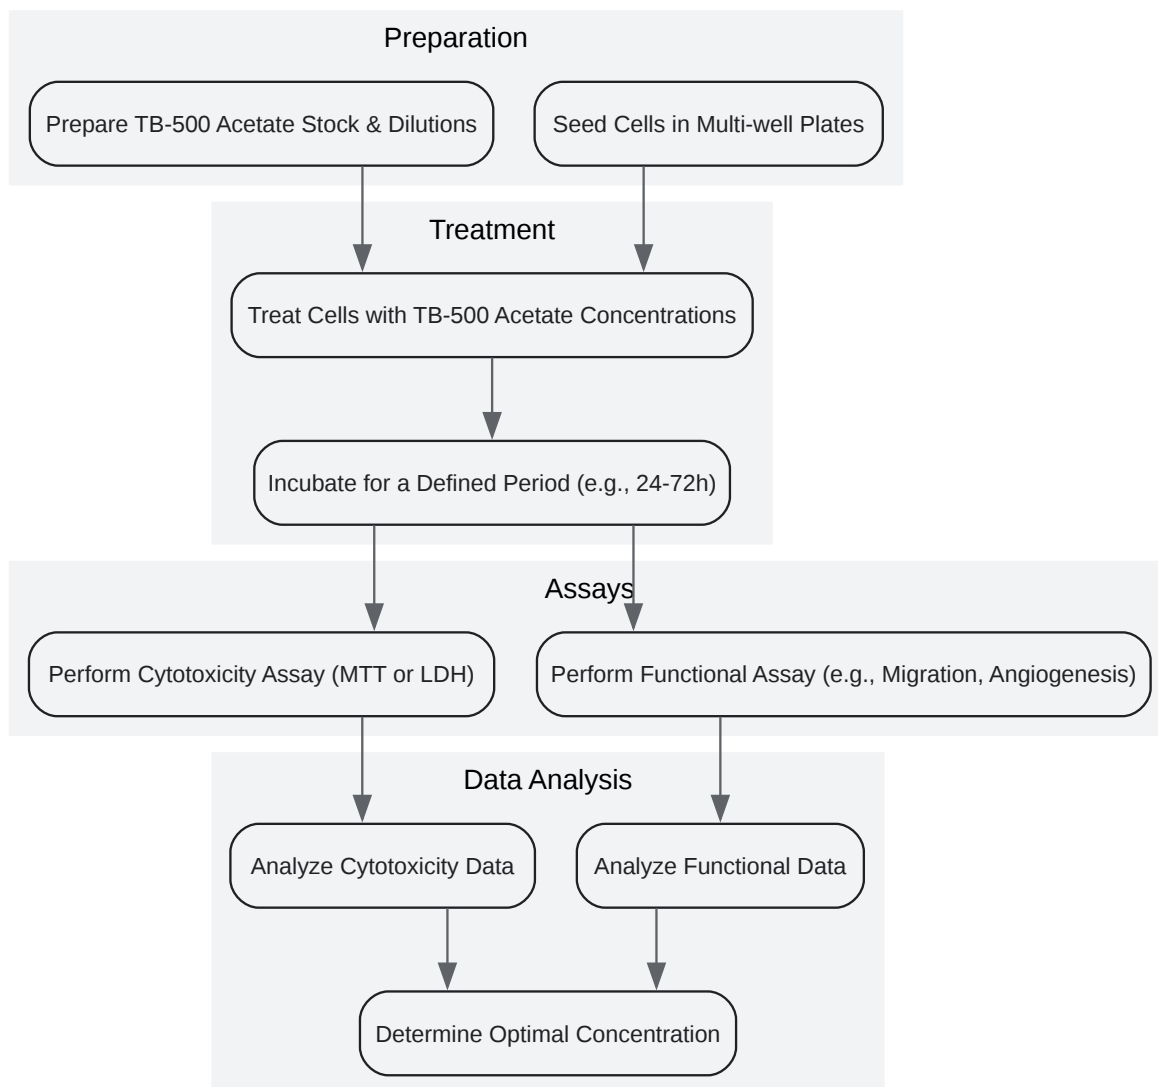 Preparation
Prepare TB-500 Acetate Stock & Dilutions
Seed Cells in Multi-well Plates
Treatment
Treat Cells with TB-500 Acetate Concentrations
Incubate for a Defined Period (e.g., 24-72h)
Assays
Perform Cytotoxicity Assay (MTT or LDH)
Perform Functional Assay (e.g., Migration, Angiogenesis)
Data Analysis
Analyze Cytotoxicity Data
Analyze Functional Data
Determine Optimal Concentration